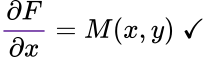 ∂F/∂x = M(x, y) ✓